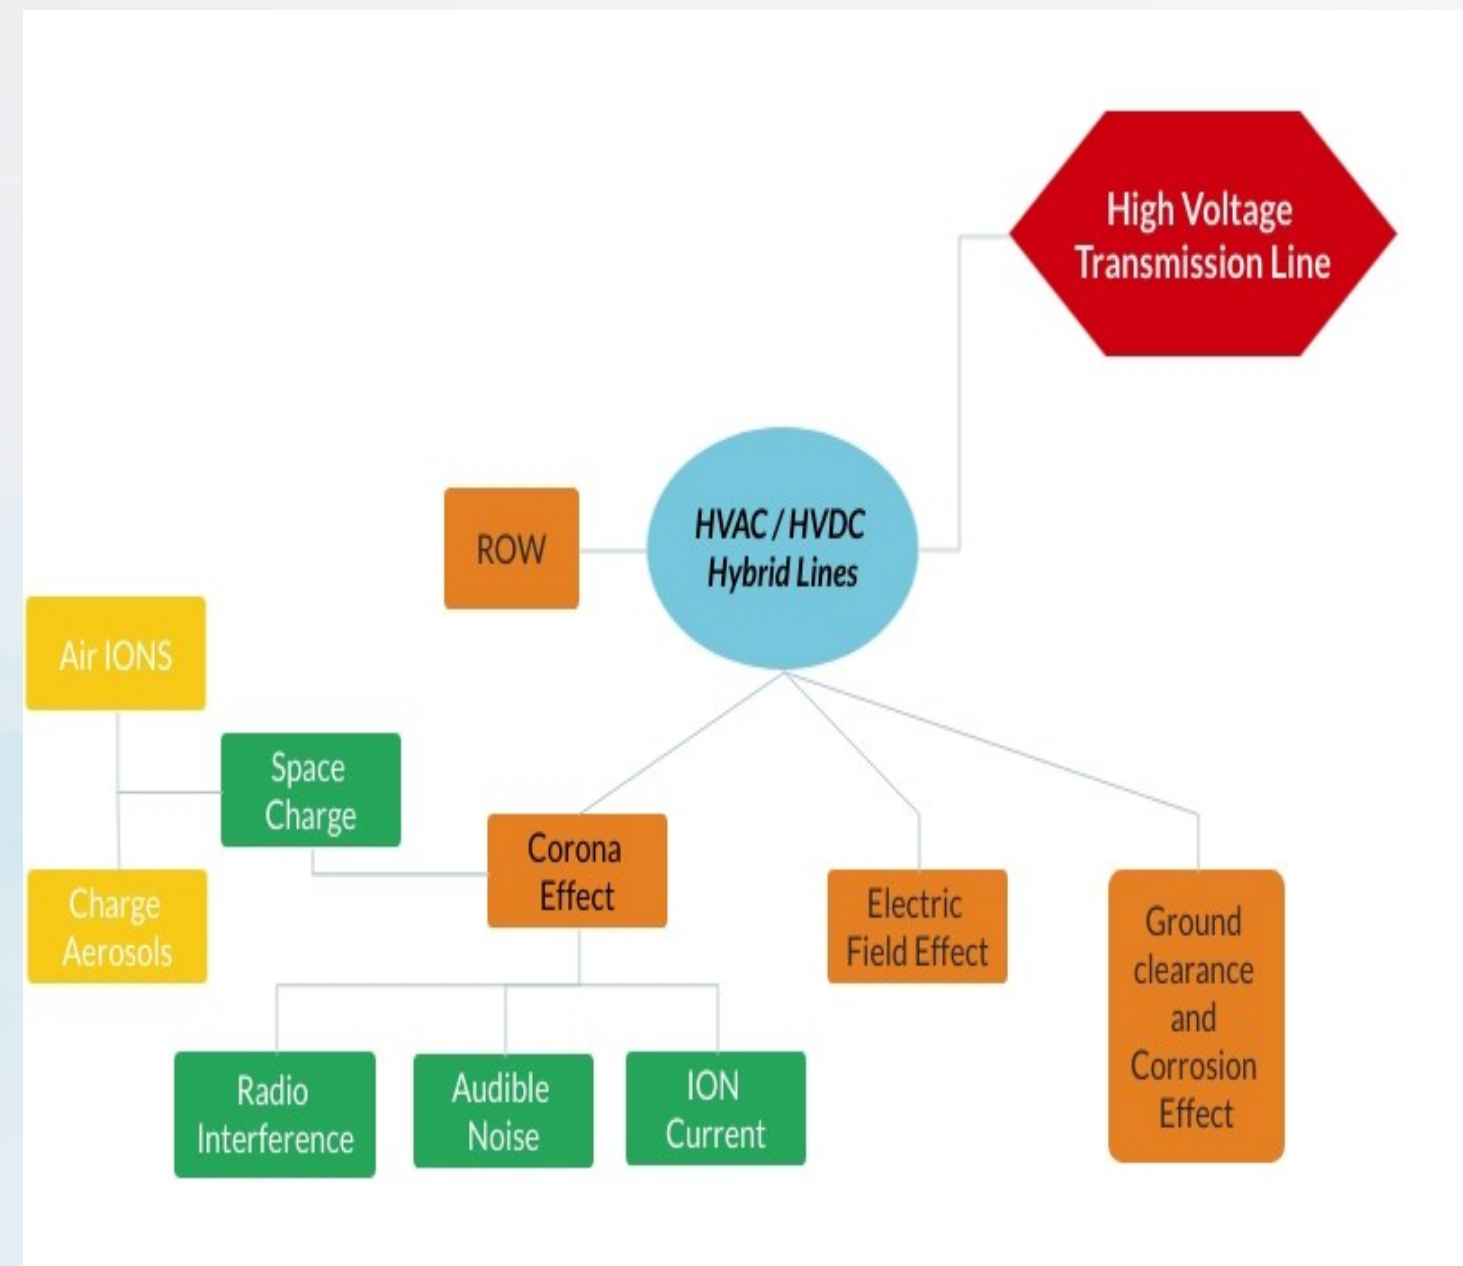 High Voltage
Transmission Line
HVAC / HVDC
Hybrid Lines
ROW
Air IONS
Space
Charge
Charge
Aerosols
Corona
Effect
Electric
Field Effect
Ground
clearance
and
Corrosion
Effect
Radio
Interference
Audible
Noise
ION
Current